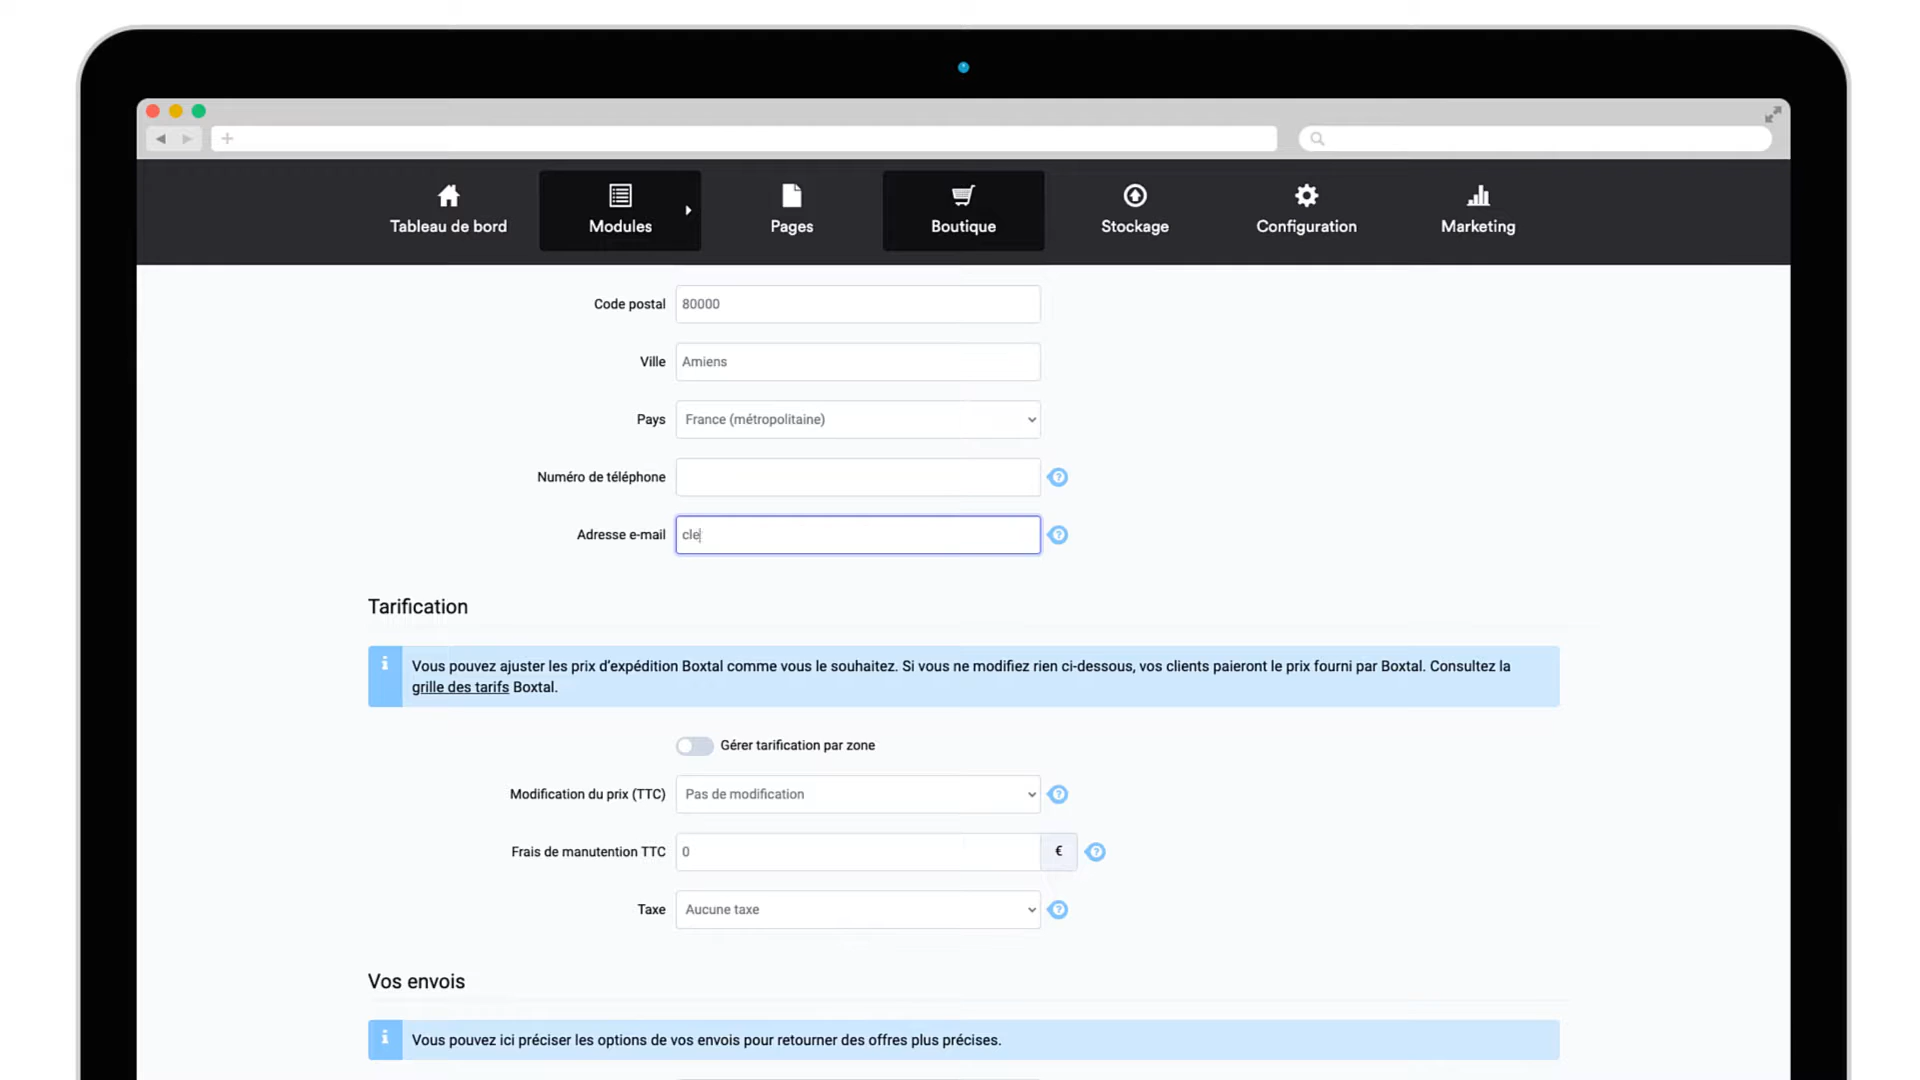 Tableau de bord
Modules
Pages
Boutique
Stockage
Configuration
Marketing
Code postal 80000
Ville Amiens
Pays France (métropolitaine)
Numéro de téléphone
Adresse e-mail cle
Tarification
Vous pouvez ajuster les prix d'expédition Boxtal comme vous le souhaitez. Si vous ne modifiez rien ci-dessous, vos clients paieront le prix fourni par Boxtal. Consultez la
grille des tarifs Boxtal.
Gérer tarification par zone
Modification du prix (TTC) Pas de modification
Frais de manutention TTC 0 €
Taxe Aucune taxe
Vos envois
Vous pouvez ici préciser les options de vos envois pour retourner des offres plus précises.